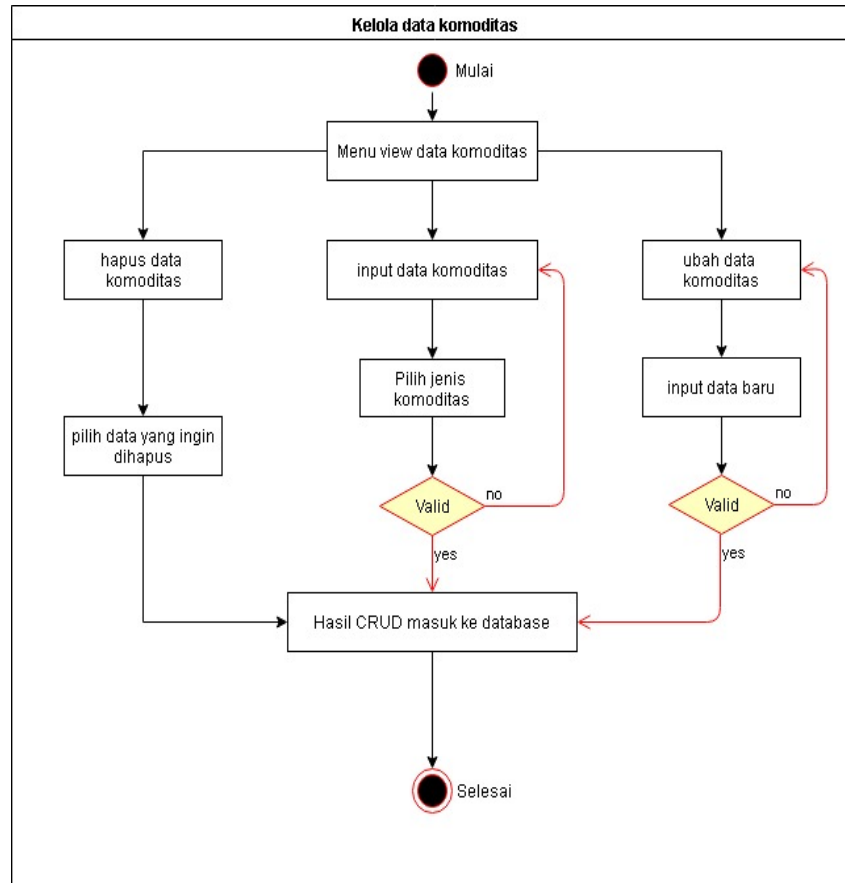 Kelola data komoditas
Mulai
Menu view data komoditas
hapus data
komoditas
input data komoditas
ubah data
komoditas
Pilih jenis
komoditas
input data baru
pilih data yang ingin
dihapus
Valid
no
yes
Valid
no
yes
Hasil CRUD masuk ke database
Selesai